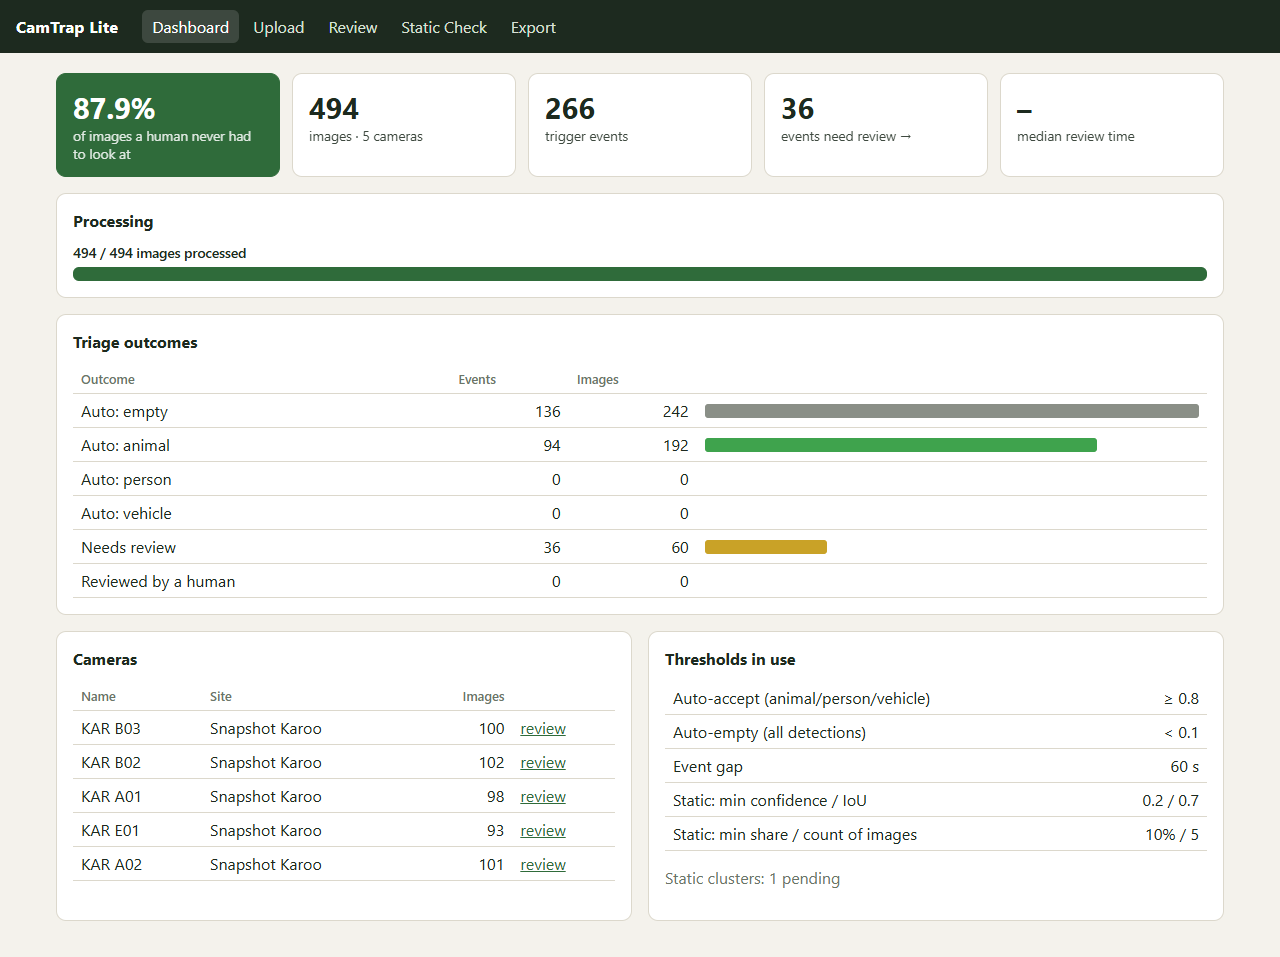 CamTrap Lite Dashboard Upload Review Static Check Export
87.9%
of images a human never had
to look at
494
images · 5 cameras
266
trigger events
36
events need review →
–
median review time
Processing
494 / 494 images processed
Triage outcomes
Outcome Events Images
Auto: empty 136 242
Auto: animal 94 192
Auto: person 0 0
Auto: vehicle 0 0
Needs review 36 60
Reviewed by a human 0 0
Cameras
Name Site Images
KAR B03 Snapshot Karoo 100 review
KAR B02 Snapshot Karoo 102 review
KAR A01 Snapshot Karoo 98 review
KAR E01 Snapshot Karoo 93 review
KAR A02 Snapshot Karoo 101 review
Thresholds in use
Auto-accept (animal/person/vehicle) ≥ 0.8
Auto-empty (all detections) < 0.1
Event gap 60 s
Static: min confidence / IoU 0.2 / 0.7
Static: min share / count of images 10% / 5
Static clusters: 1 pending